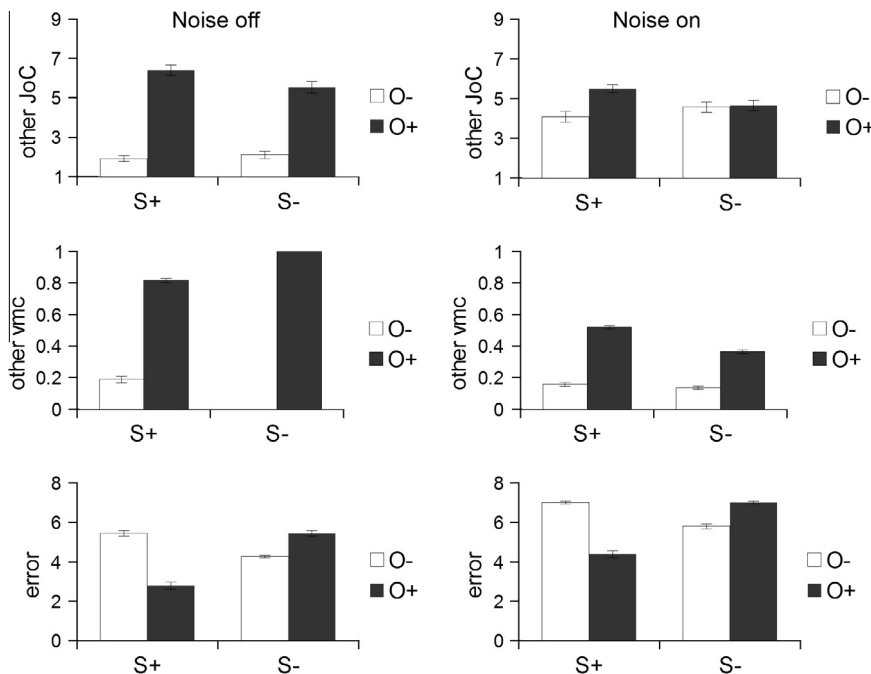 Noise off
other JoC
9
7
5
3
1
S+
S-
O-
O+
Noise on
other JoC
9
7
5
3
1
S+
S-
O-
O+
other vmc
1
0.8
0.6
0.4
0.2
0
S+
S-
O-
O+
other vmc
1
0.8
0.6
0.4
0.2
0
S+
S-
O-
O+
error
8
6
4
2
0
S+
S-
O-
O+
error
8
6
4
2
0
S+
S-
O-
O+